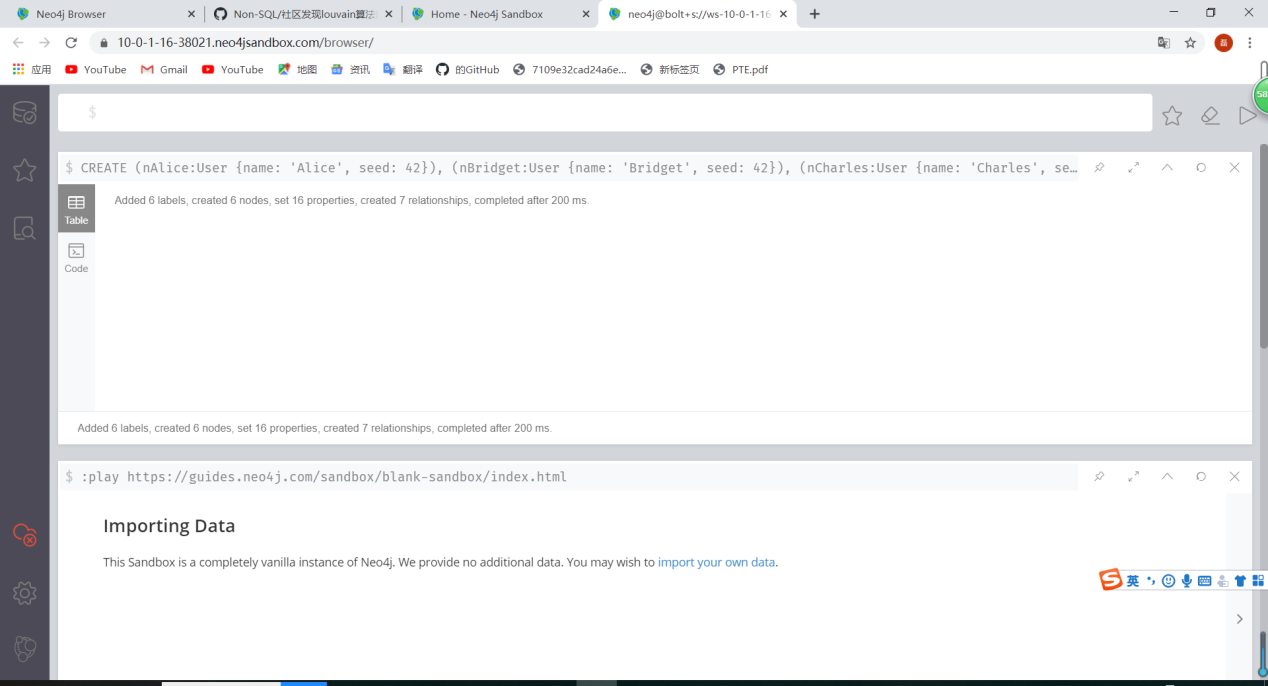 Neo4j Browser
Non-SQL/社区发现louvain算法
Home - Neo4j Sandbox
neo4j@bolt+s://ws-10-0-1-16
10-0-1-16-38021.neo4jsandbox.com/browser/
磊
应用
YouTube
Gmail
YouTube
地图
资讯
翻译
的GitHub
7109e32cad24a6e...
新标签页
PTE.pdf
58
$
$ CREATE (nAlice:User {name: 'Alice', seed: 42}), (nBridget:User {name: 'Bridget', seed: 42}), (nCharles:User {name: 'Charles', se…
Table
Added 6 labels, created 6 nodes, set 16 properties, created 7 relationships, completed after 200 ms.
Code
Added 6 labels, created 6 nodes, set 16 properties, created 7 relationships, completed after 200 ms.
$ :play https://guides.neo4j.com/sandbox/blank-sandbox/index.html
Importing Data
This Sandbox is a completely vanilla instance of Neo4j. We provide no additional data. You may wish to import your own data.
英